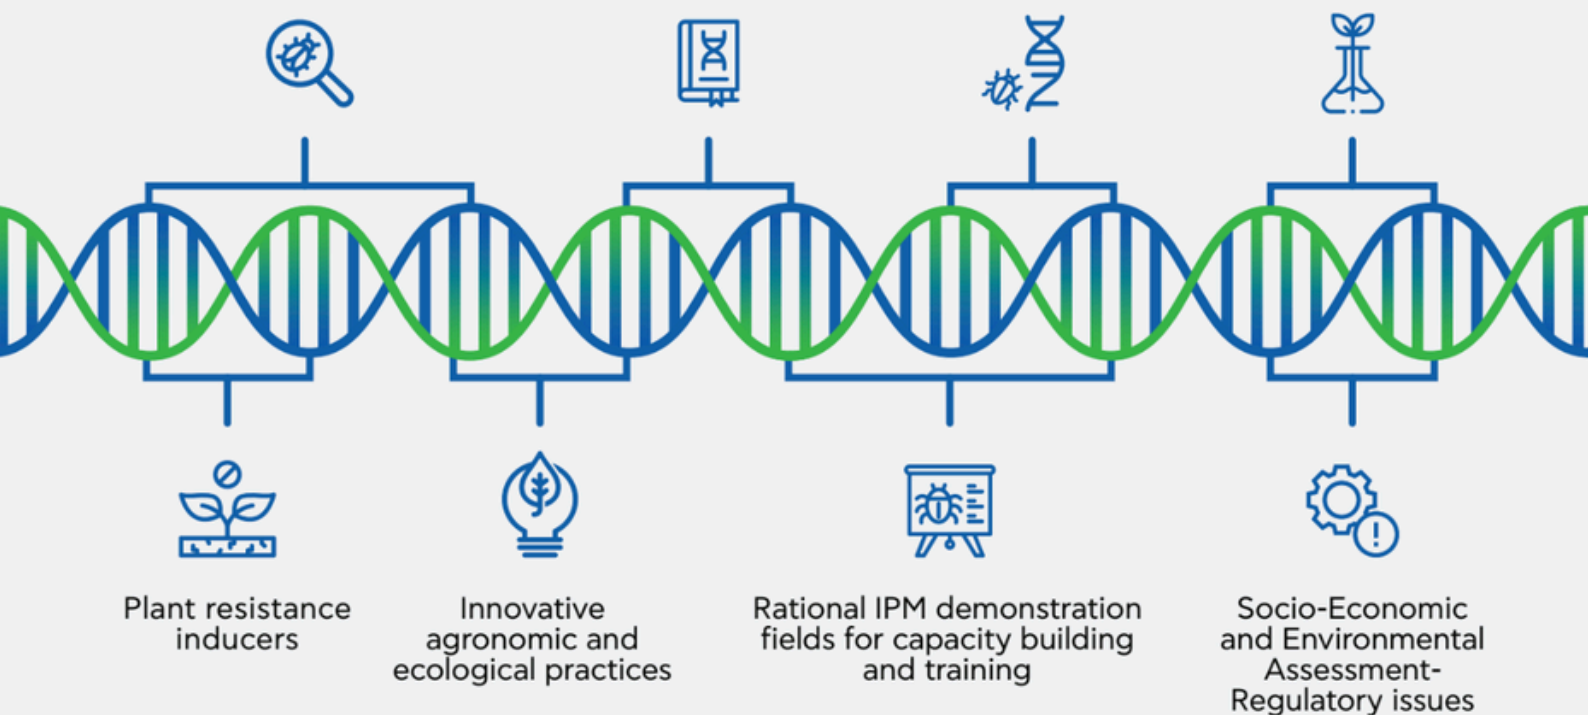 Plant resistance
inducers
Innovative
agronomic and
ecological practices
Rational IPM demonstration
fields for capacity building
and training
Socio-Economic
and Environmental
Assessment-
Regulatory issues